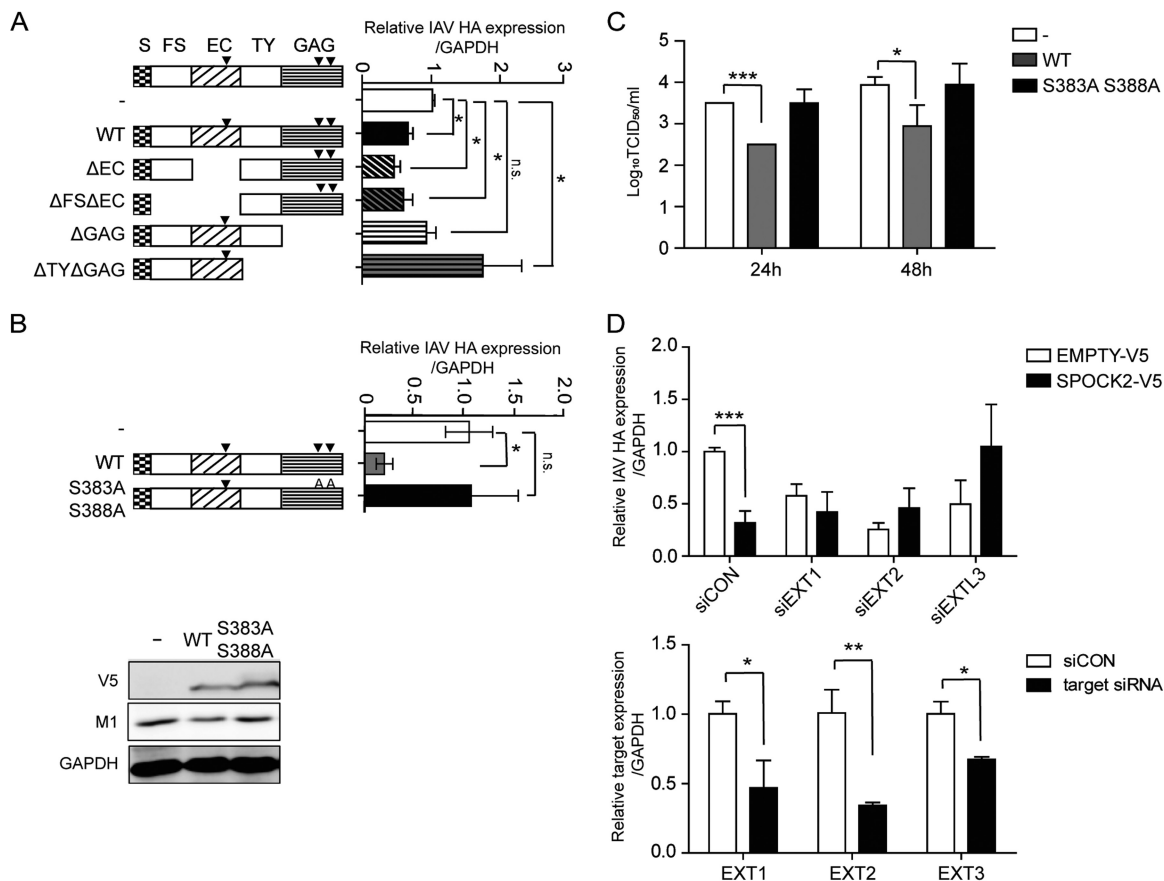 A
S FS EC TY GAG
Relative IAV HA expression
/GAPDH
0 1 2 3
-
WT
ΔEC
ΔFSΔEC
ΔGAG
ΔTYΔGAG
* * * * n.s. *
B
Relative IAV HA expression
/GAPDH
0 0.5 1.0 1.5 2.0
-
WT
S383A
S388A
AA
* n.s.
- WT S383A
S388A
V5
M1
GAPDH
C
Log₁₀TCID₅₀/ml
5
4
3
2
1
0
***
*
24h 48h
-
WT
S383A S388A
D
Relative IAV HA expression
/GAPDH
2.0
1.5
1.0
0.5
0.0
***
siCON siEXT1 siEXT2 siEXTL3
EMPTY-V5
SPOCK2-V5
Relative target expression
/GAPDH
1.5
1.0
0.5
0.0
* ** *
EXT1 EXT2 EXT3
siCON
target siRNA